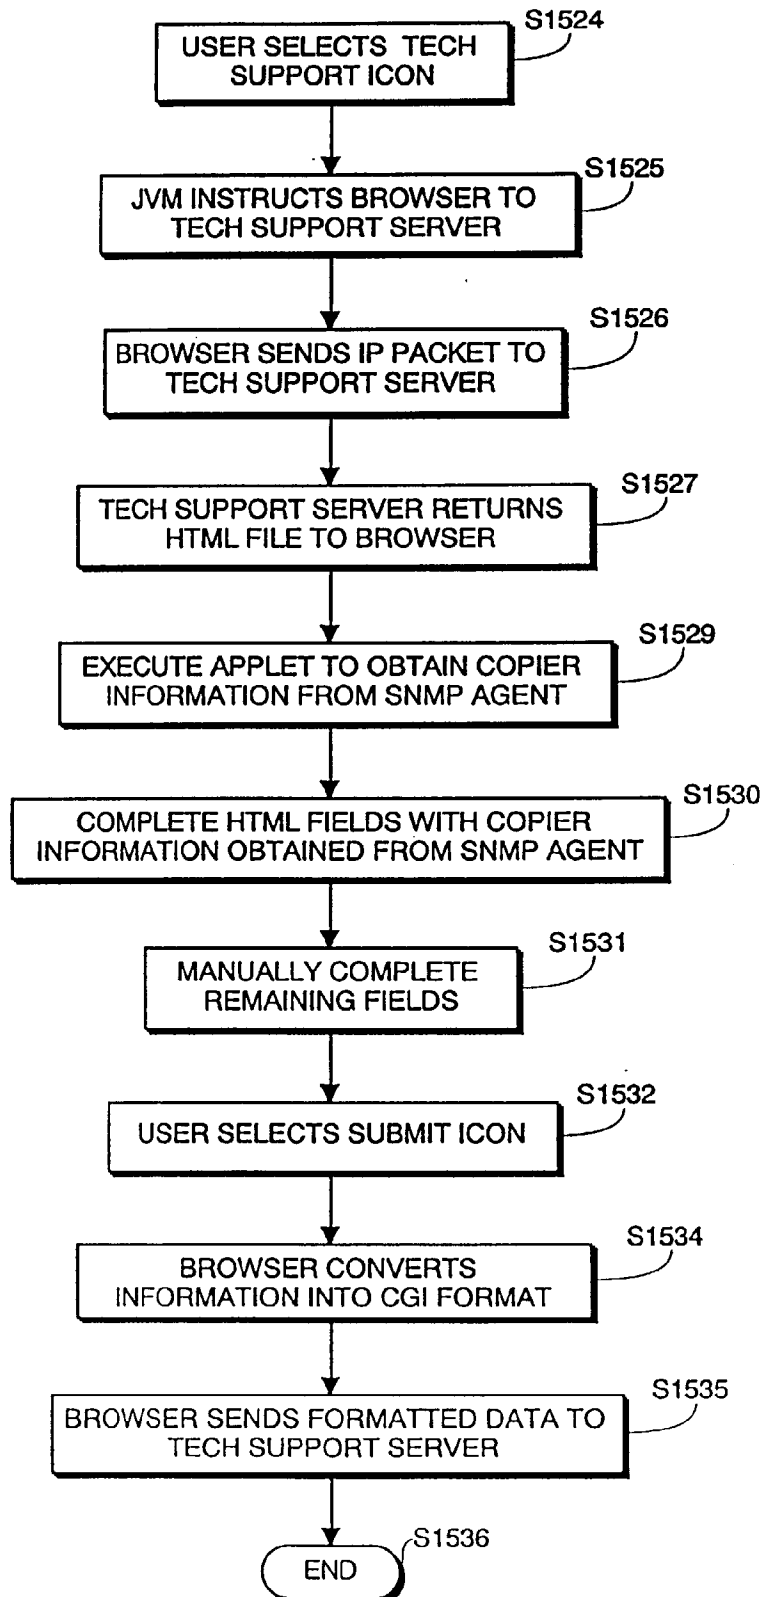 S1524
USER SELECTS TECH
SUPPORT ICON
S1525
JVM INSTRUCTS BROWSER TO
TECH SUPPORT SERVER
S1526
BROWSER SENDS IP PACKET TO
TECH SUPPORT SERVER
S1527
TECH SUPPORT SERVER RETURNS
HTML FILE TO BROWSER
S1529
EXECUTE APPLET TO OBTAIN COPIER
INFORMATION FROM SNMP AGENT
S1530
COMPLETE HTML FIELDS WITH COPIER
INFORMATION OBTAINED FROM SNMP AGENT
S1531
MANUALLY COMPLETE
REMAINING FIELDS
S1532
USER SELECTS SUBMIT ICON
S1534
BROWSER CONVERTS
INFORMATION INTO CGI FORMAT
S1535
BROWSER SENDS FORMATTED DATA TO
TECH SUPPORT SERVER
S1536
END